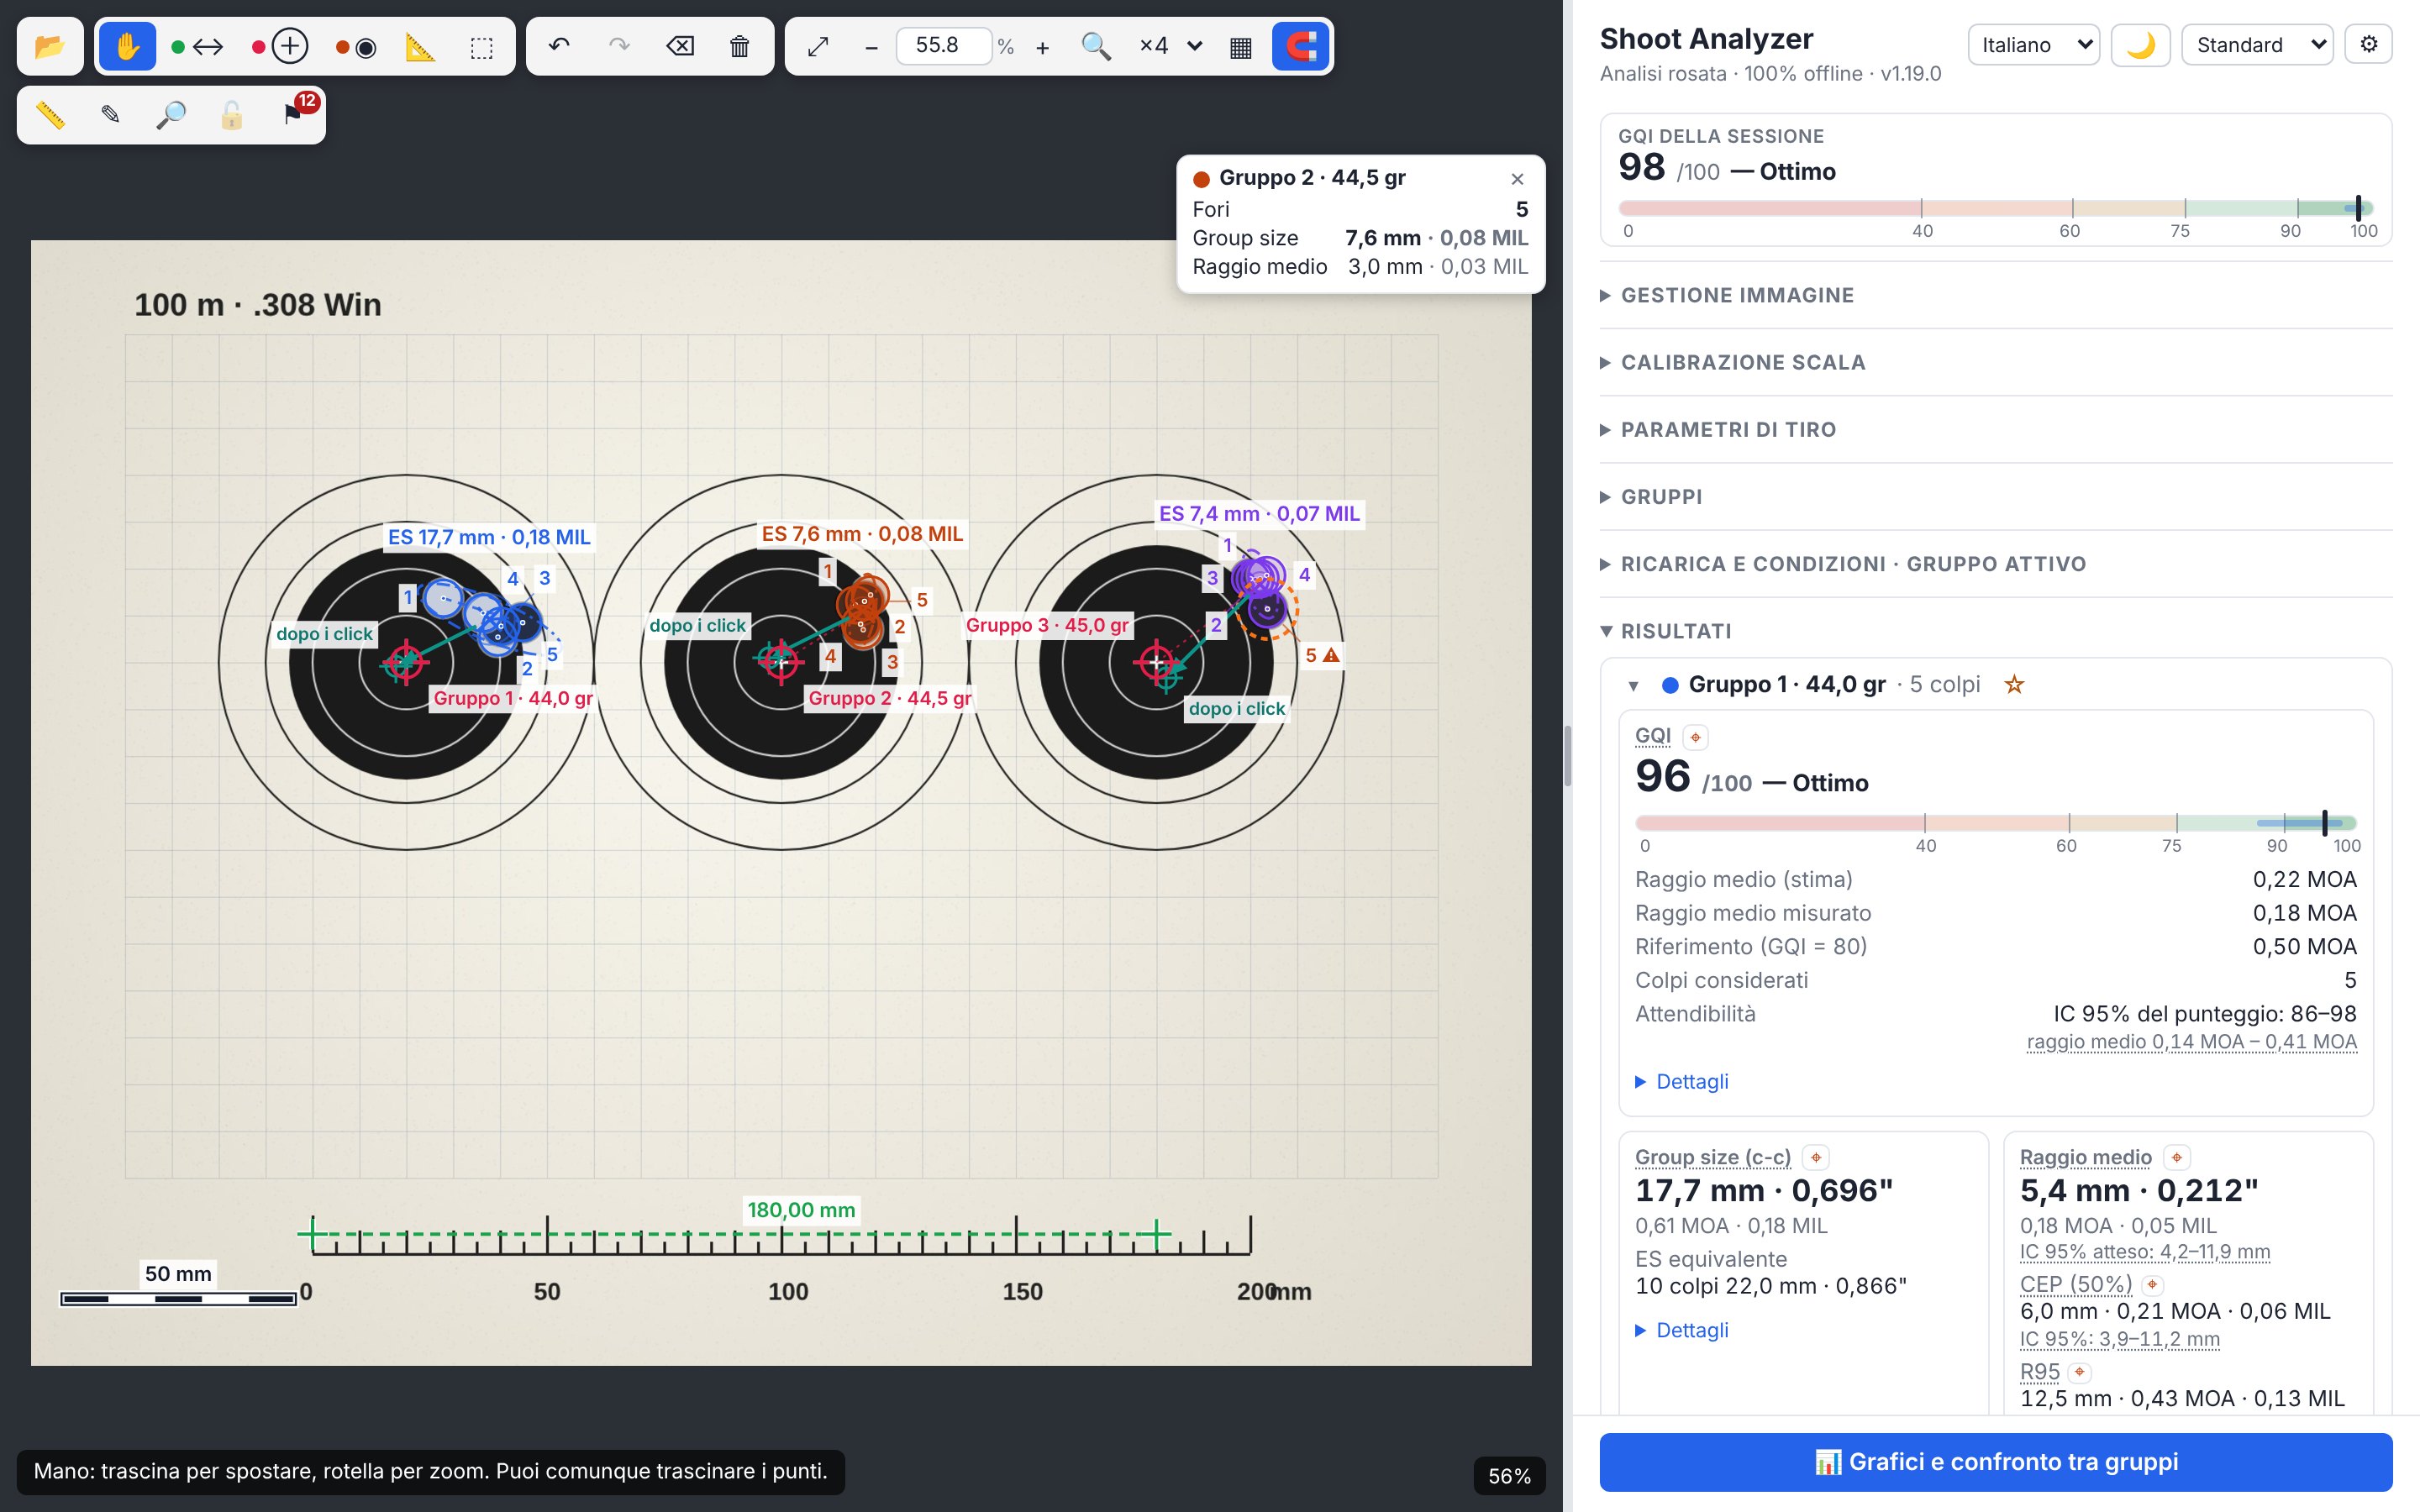 55.8 %
×4
12
Gruppo 2 · 44,5 gr ✕
Fori 5
Group size 7,6 mm · 0,08 MIL
Raggio medio 3,0 mm · 0,03 MIL
100 m · .308 Win
ES 17,7 mm · 0,18 MIL
ES 7,6 mm · 0,08 MIL
ES 7,4 mm · 0,07 MIL
1 4 3
dopo i click
2 5
Gruppo 1 · 44,0 gr
1
5
2
dopo i click
4 3
Gruppo 2 · 44,5 gr
1
3 4
Gruppo 3 · 45,0 gr
2
5 ⚠
dopo i click
180,00 mm
50 mm
0 50 100 150 200mm
Mano: trascina per spostare, rotella per zoom. Puoi comunque trascinare i punti.
56%
Shoot Analyzer
Analisi rosata · 100% offline · v1.19.0
Italiano
Standard
GQI DELLA SESSIONE
98 /100 — Ottimo
0 40 60 75 90 100
GESTIONE IMMAGINE
CALIBRAZIONE SCALA
PARAMETRI DI TIRO
GRUPPI
RICARICA E CONDIZIONI · GRUPPO ATTIVO
RISULTATI
Gruppo 1 · 44,0 gr · 5 colpi
GQI
96 /100 — Ottimo
0 40 60 75 90 100
Raggio medio (stima) 0,22 MOA
Raggio medio misurato 0,18 MOA
Riferimento (GQI = 80) 0,50 MOA
Colpi considerati 5
Attendibilità IC 95% del punteggio: 86–98
raggio medio 0,14 MOA – 0,41 MOA
Dettagli
Group size (c-c)
17,7 mm · 0,696"
0,61 MOA · 0,18 MIL
ES equivalente
10 colpi 22,0 mm · 0,866"
Dettagli
Raggio medio
5,4 mm · 0,212"
0,18 MOA · 0,05 MIL
IC 95% atteso: 4,2–11,9 mm
CEP (50%)
6,0 mm · 0,21 MOA · 0,06 MIL
IC 95%: 3,9–11,2 mm
R95
12,5 mm · 0,43 MOA · 0,13 MIL
Grafici e confronto tra gruppi